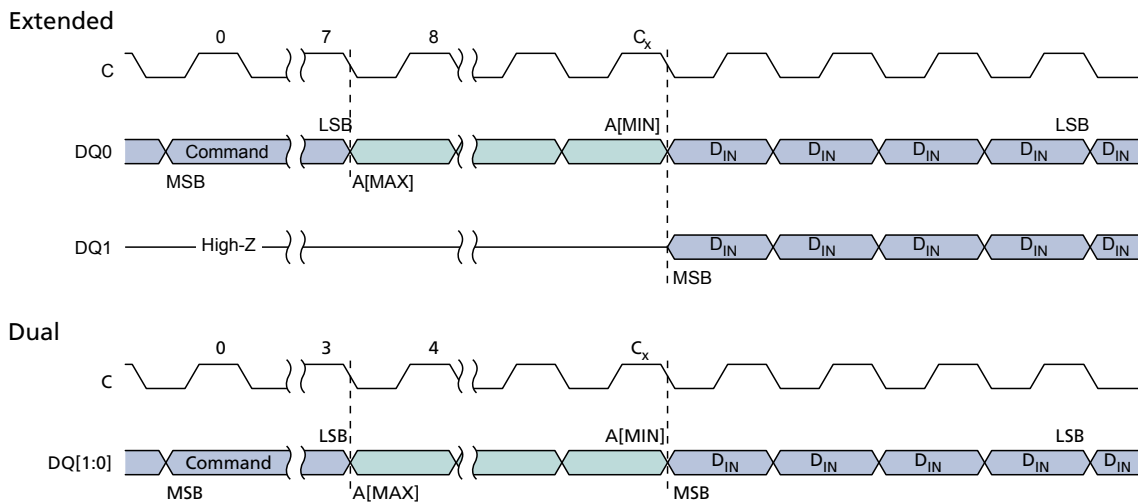 Extended
0 7 8 Cx
C
LSB A[MIN] LSB
DQ0 Command DIN DIN DIN DIN DIN
MSB A[MAX]
DQ1 High-Z DIN DIN DIN DIN DIN
MSB
Dual
0 3 4 Cx
C
LSB A[MIN] LSB
DQ[1:0] Command DIN DIN DIN DIN DIN
MSB A[MAX] MSB